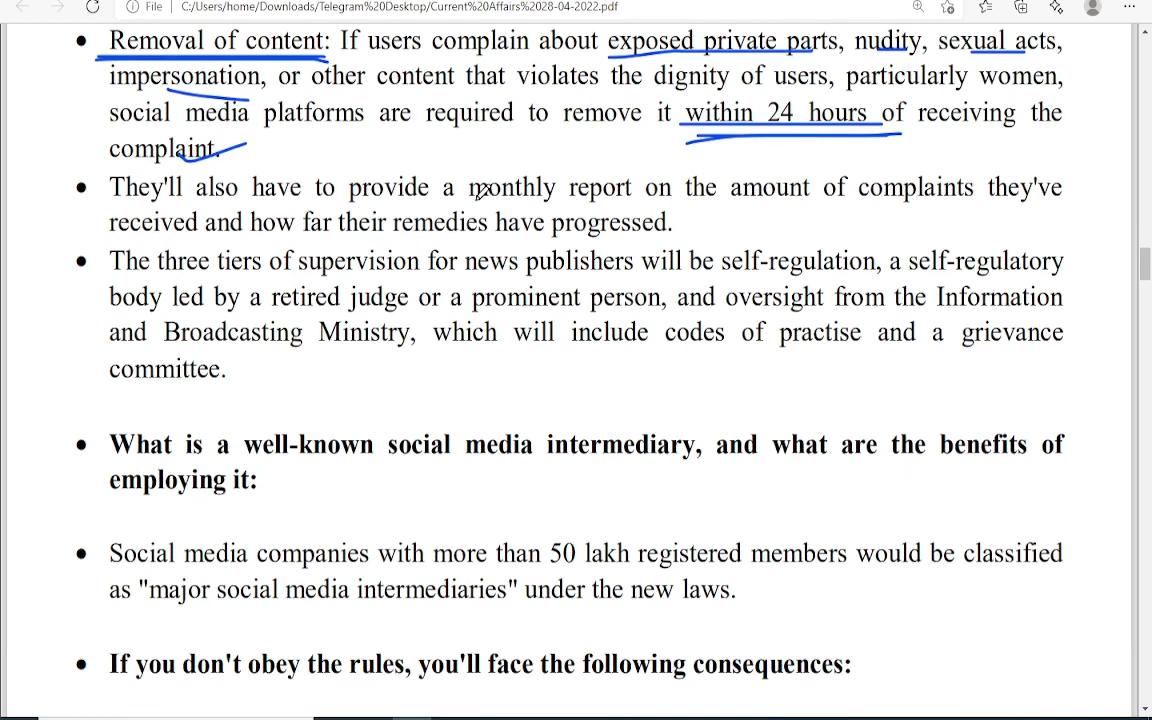 File | C:/Users/home/Downloads/Telegram%20Desktop/Current%20Affairs%2028-04-2022.pdf
• Removal of content: If users complain about exposed private parts, nudity, sexual acts,
impersonation, or other content that violates the dignity of users, particularly women,
social media platforms are required to remove it within 24 hours of receiving the
complaint.
• They'll also have to provide a monthly report on the amount of complaints they've
received and how far their remedies have progressed.
• The three tiers of supervision for news publishers will be self-regulation, a self-regulatory
body led by a retired judge or a prominent person, and oversight from the Information
and Broadcasting Ministry, which will include codes of practise and a grievance
committee.
• What is a well-known social media intermediary, and what are the benefits of
employing it:
• Social media companies with more than 50 lakh registered members would be classified
as "major social media intermediaries" under the new laws.
• If you don't obey the rules, you'll face the following consequences: